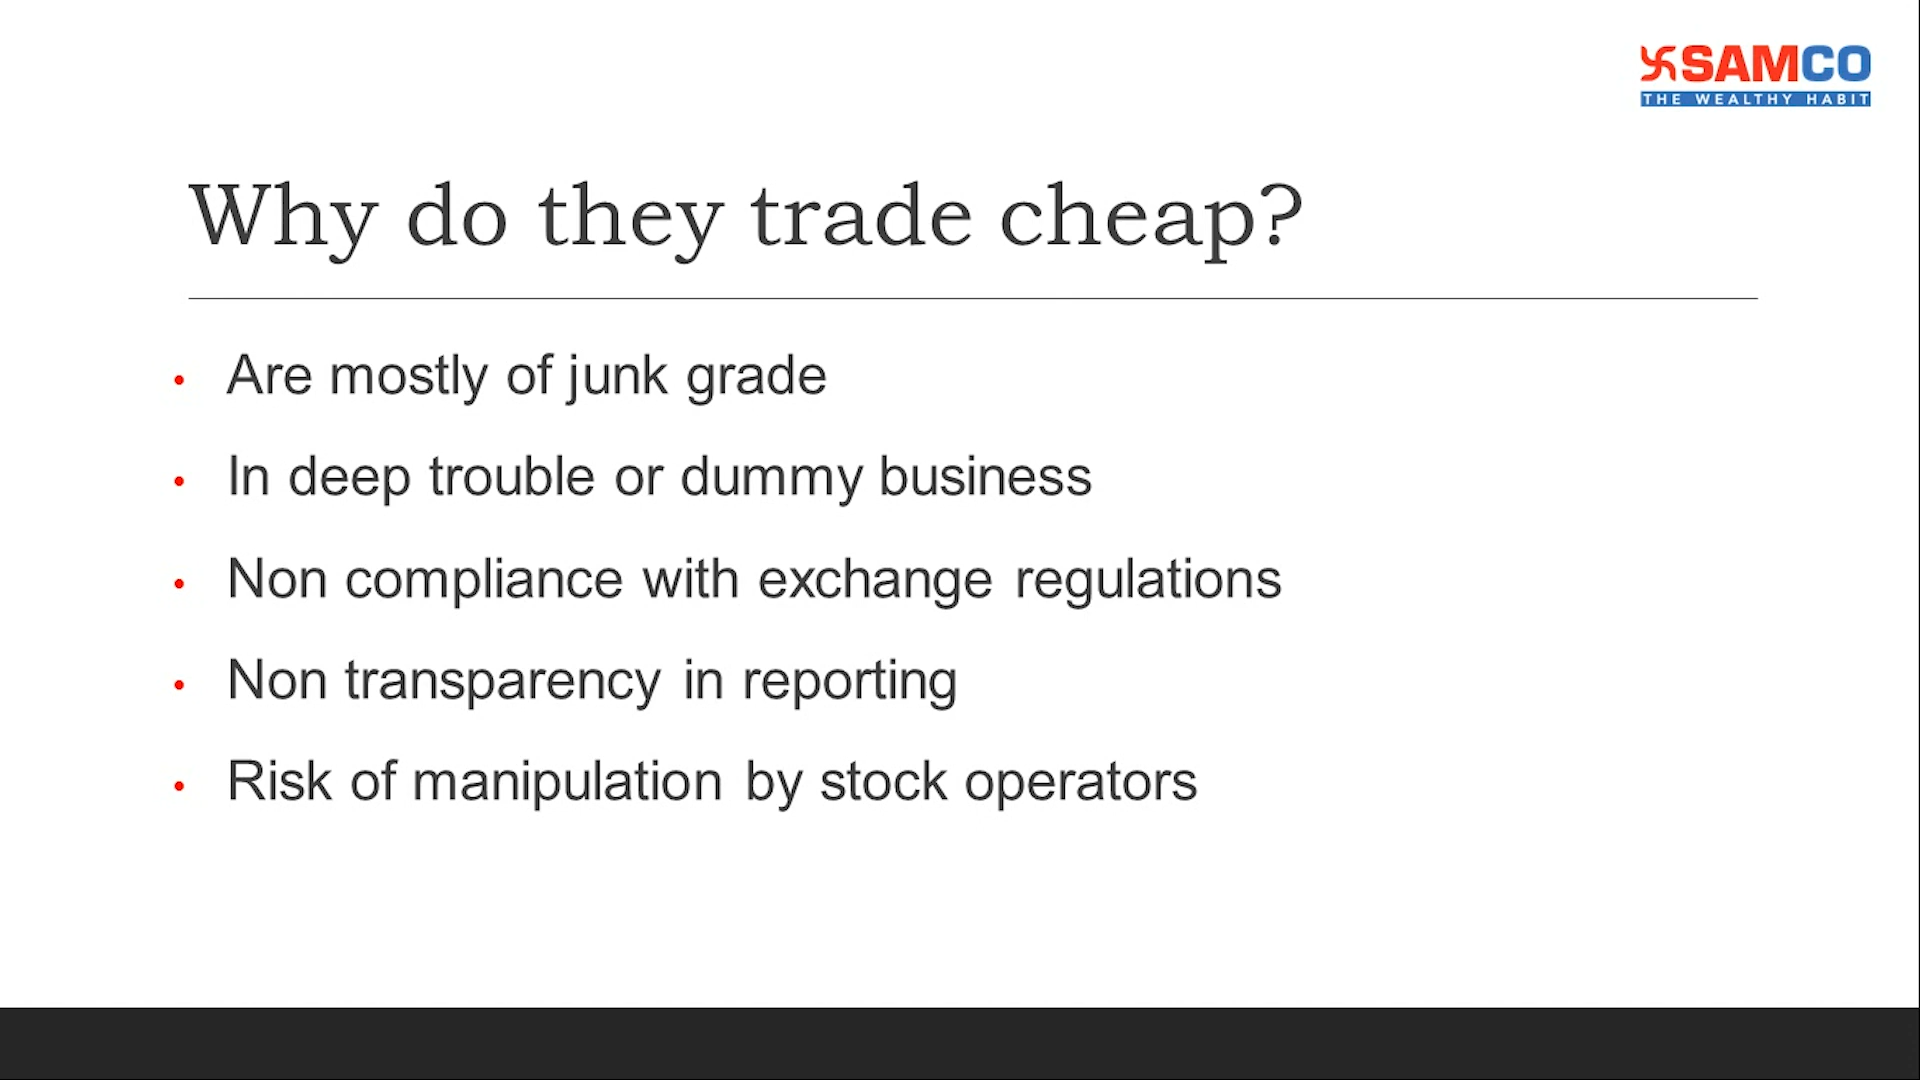 SAMCO
THE WEALTHY HABIT
Why do they trade cheap?
• Are mostly of junk grade
• In deep trouble or dummy business
• Non compliance with exchange regulations
• Non transparency in reporting
• Risk of manipulation by stock operators